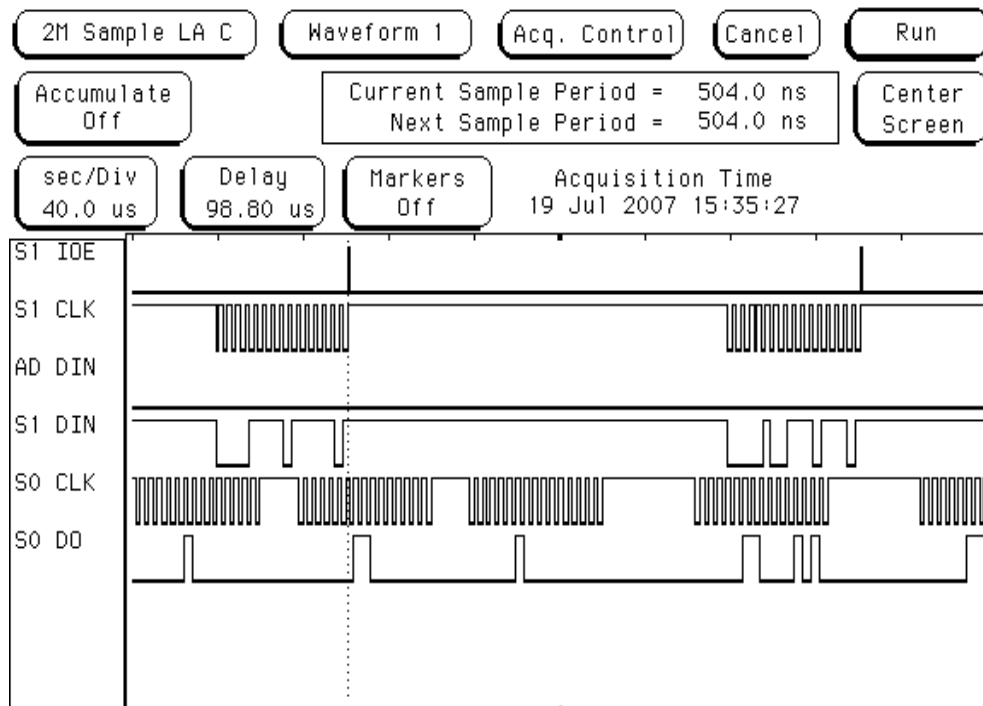 2M Sample LA C Waveform 1 Acq. Control Cancel Run
Accumulate
Off
Current Sample Period = 504.0 ns
Next Sample Period = 504.0 ns
Center
Screen
sec/Div
40.0 us
Delay
98.80 us
Markers
Off
Acquisition Time
19 Jul 2007 15:35:27
S1 IOE
S1 CLK
AD DIN
S1 DIN
S0 CLK
S0 DO